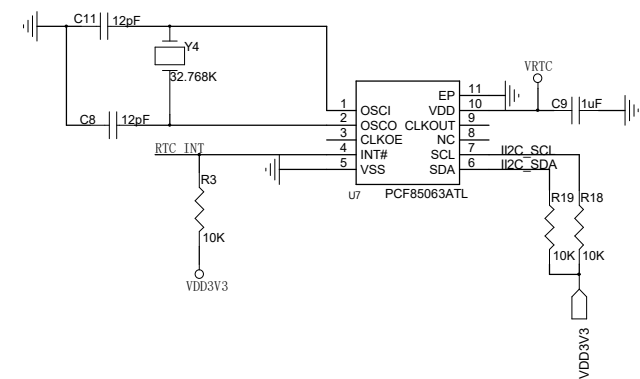 C11 12pF
Y4
32.768K
C8 12pF
VRTC
C9 1uF
1 OSCI
2 OSCO
3 CLKOE
4 INT#
5 VSS
EP 11
VDD 10
CLKOUT 9
NC 8
SCL 7
SDA 6
RTC_INT
II2C_SCL
II2C_SDA
U7 PCF85063ATL
R3
10K
VDD3V3
R19 R18
10K 10K
VDD3V3